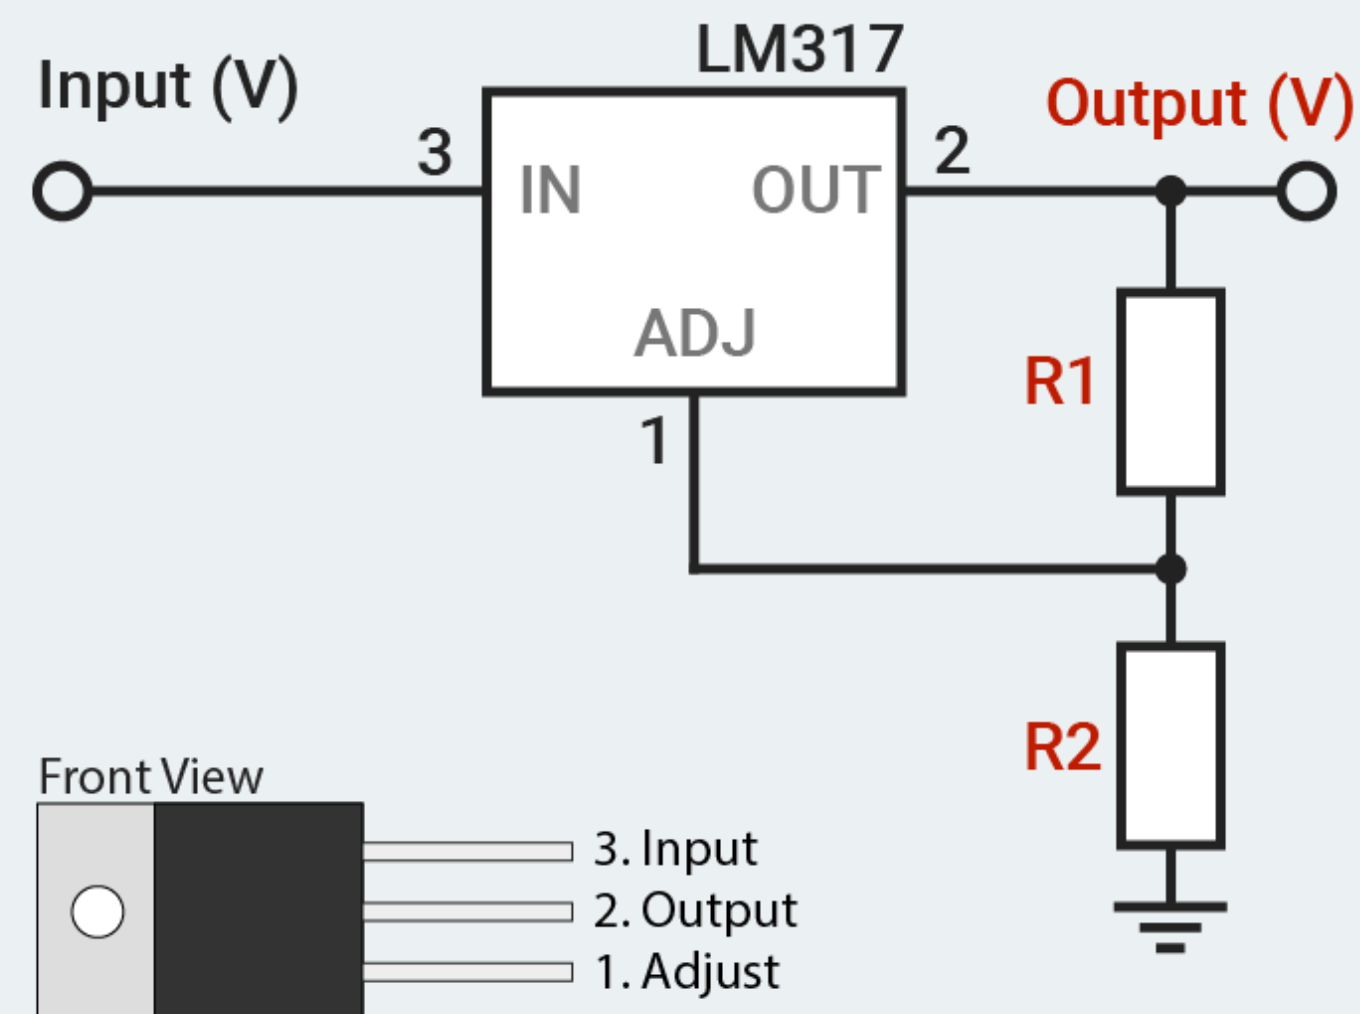 LM317
Input (V)
Output (V)
3
2
IN
OUT
ADJ
1
R1
R2
Front View
3. Input
2. Output
1. Adjust